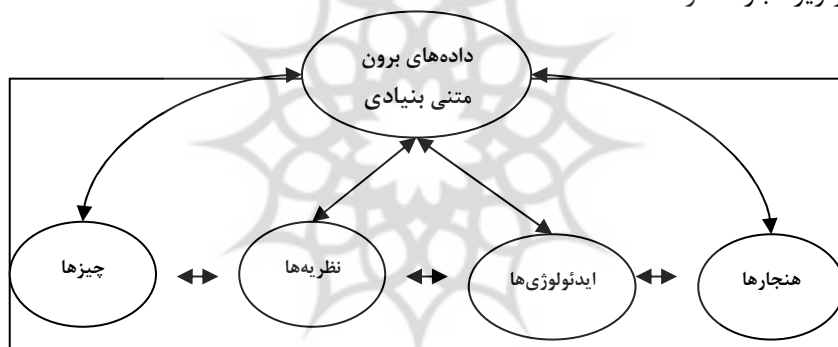 داده‌های برون
متنی بنیادی
هنجارها
ایدئولوژی‌ها
نظریه‌ها
چیزها